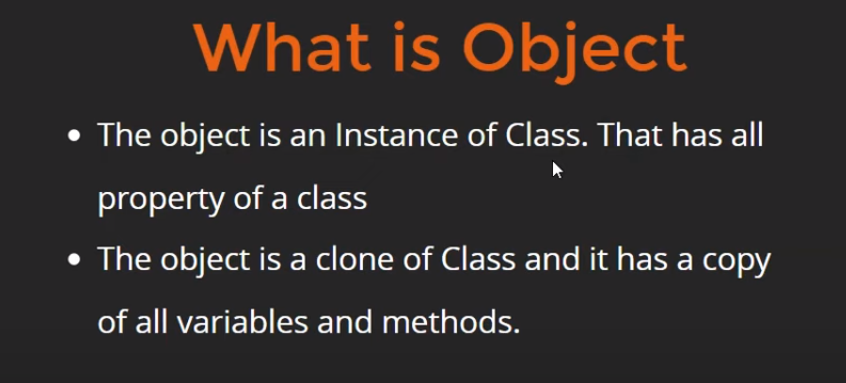 What is Object
• The object is an Instance of Class. That has all
property of a class
• The object is a clone of Class and it has a copy
of all variables and methods.